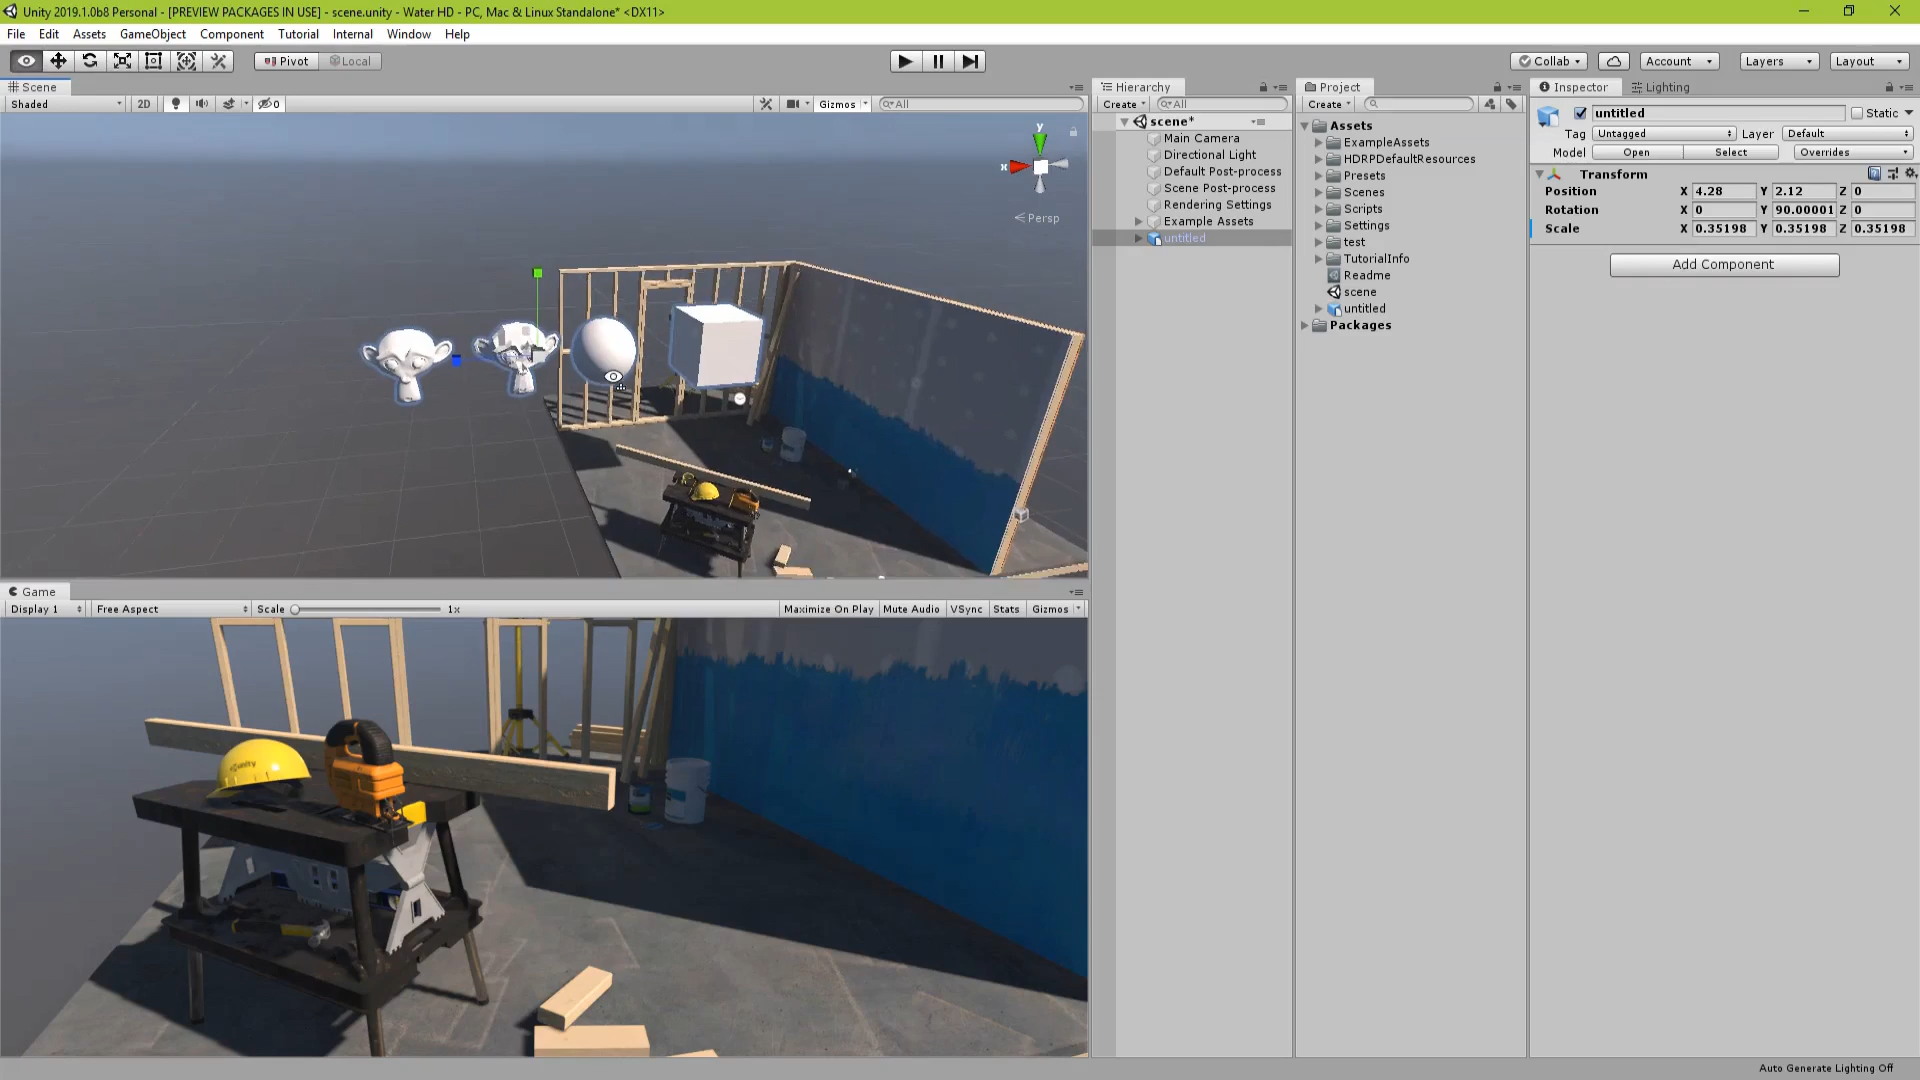 Unity 2019.1.0b8 Personal - [PREVIEW PACKAGES IN USE] - scene.unity - Water HD - PC, Mac & Linux Standalone* <DX11>
File Edit Assets GameObject Component Tutorial Internal Window Help
Pivot Local Collab Account Layers Layout
Scene
Shaded 2D 0 Gizmos All
y
x
Persp
Game
Display 1 Free Aspect Scale 1x Maximize On Play Mute Audio VSync Stats Gizmos
unity
Hierarchy
Create All
scene*
Main Camera
Directional Light
Default Post-process
Scene Post-process
Rendering Settings
Example Assets
untitled
Project
Create
Assets
ExampleAssets
HDRPDefaultResources
Presets
Scenes
Scripts
Settings
test
TutorialInfo
Readme
scene
untitled
Packages
Inspector Lighting
untitled Static
Tag Untagged Layer Default
Model Open Select Overrides
Transform
Position X 4.28 Y 2.12 Z 0
Rotation X 0 Y 90.00001 Z 0
Scale X 0.35198 Y 0.35198 Z 0.35198
Add Component
Auto Generate Lighting Off